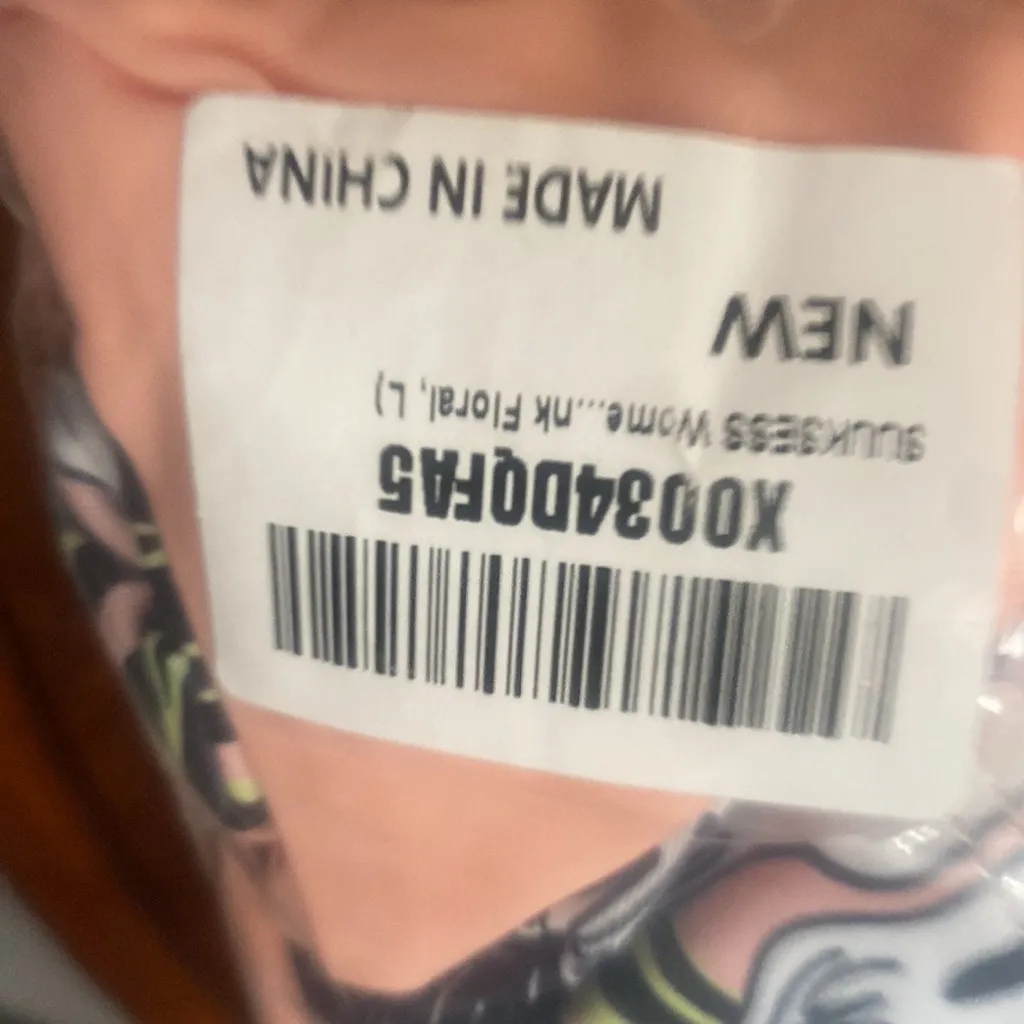 X0034DQFA5
SUUKSESS Wome...nk Floral, L)
NEW
MADE IN CHINA